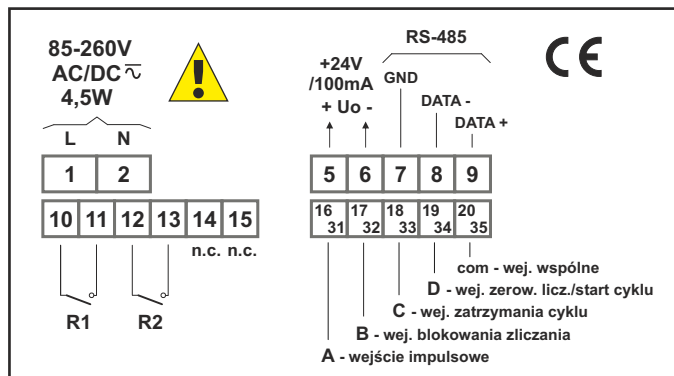 85-260V
AC/DC
4,5W
L N
1 2
10 11 12 13 14 15
n.c. n.c.
R1 R2
RS-485
+24V
/100mA
+ Uo -
GND
DATA -
DATA +
CE
5 6 7 8 9
16 17 18 19 20
31 32 33 34 35
com - wej. wspólne
D - wej. zerow. licz./start cyklu
C - wej. zatrzymania cyklu
B - wej. blokowania zliczania
A - wejście impulsowe